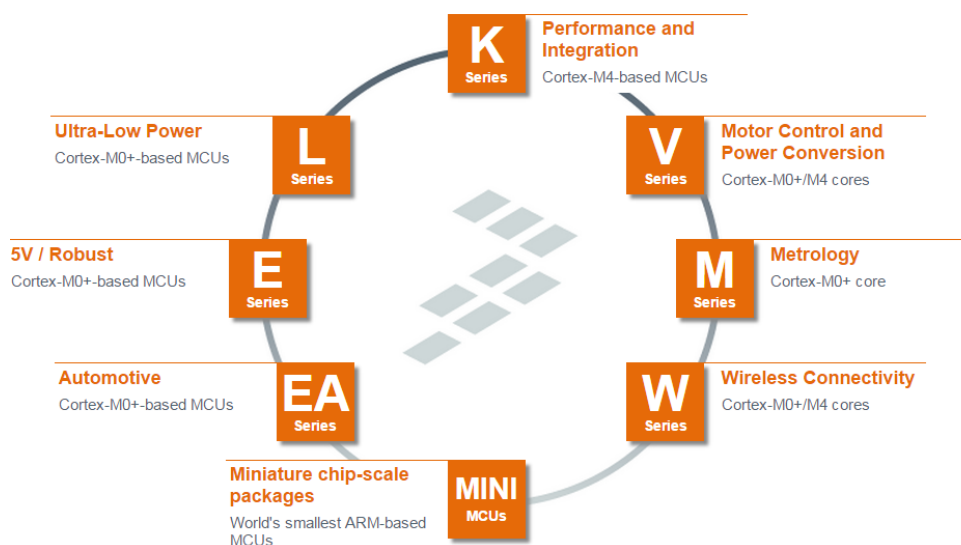 K
Series
Performance and
Integration
Cortex-M4-based MCUs
Ultra-Low Power
Cortex-M0+-based MCUs
L
Series
V
Series
Motor Control and
Power Conversion
Cortex-M0+/M4 cores
5V / Robust
Cortex-M0+-based MCUs
E
Series
M
Series
Metrology
Cortex-M0+ core
Automotive
Cortex-M0+-based MCUs
EA
Series
W
Series
Wireless Connectivity
Cortex-M0+/M4 cores
Miniature chip-scale
packages
World's smallest ARM-based
MCUs
MINI
MCUs